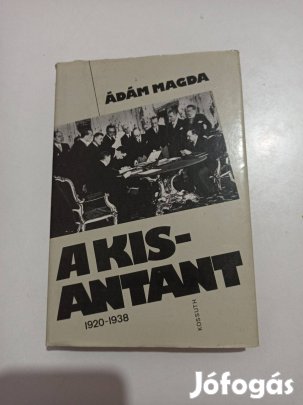 ÁDÁM MAGDA
A KIS-
ANTANT
1920-1938
KOSSUTH
Jófogás